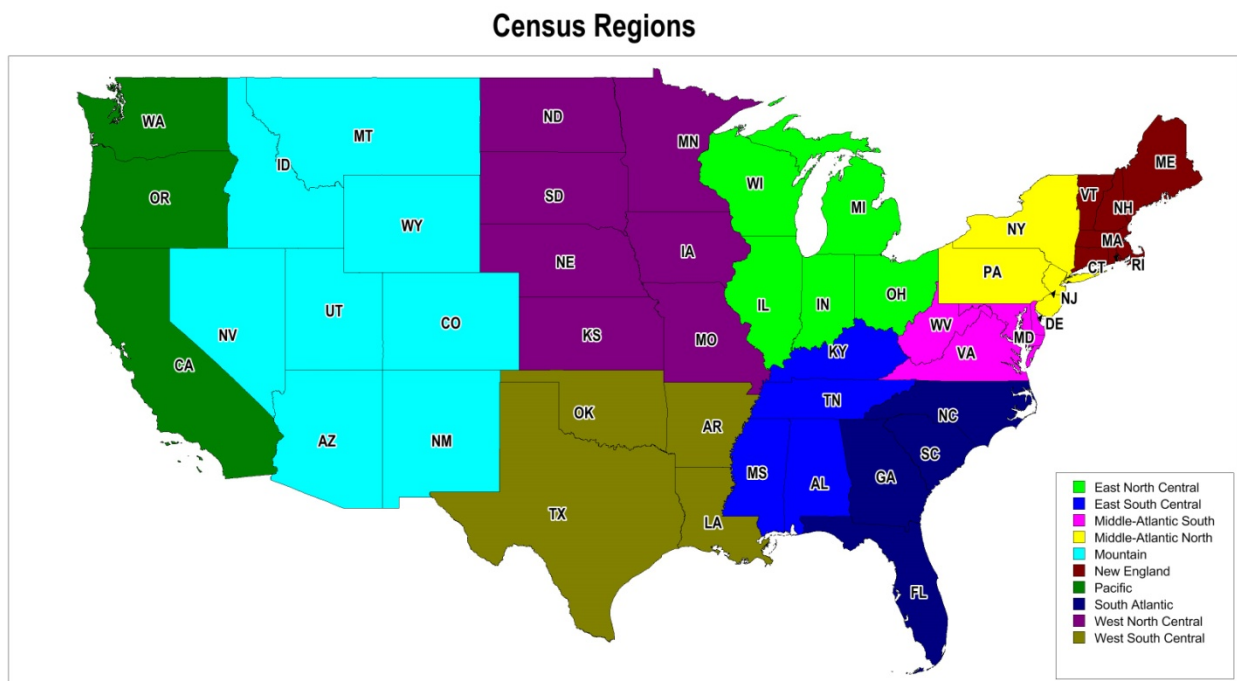 Census Regions
WA
MT
ND
MN
ID
OR
SD
WI
MI
ME
VT
NH
NY
MA
WY
IA
NE
PA
CT
RI
NJ
NV
UT
CO
KS
MO
IL
IN
OH
WV
DE
MD
VA
KY
CA
AZ
NM
OK
AR
TN
NC
SC
MS
AL
GA
TX
LA
FL
East North Central
East South Central
Middle-Atlantic South
Middle-Atlantic North
Mountain
New England
Pacific
South Atlantic
West North Central
West South Central